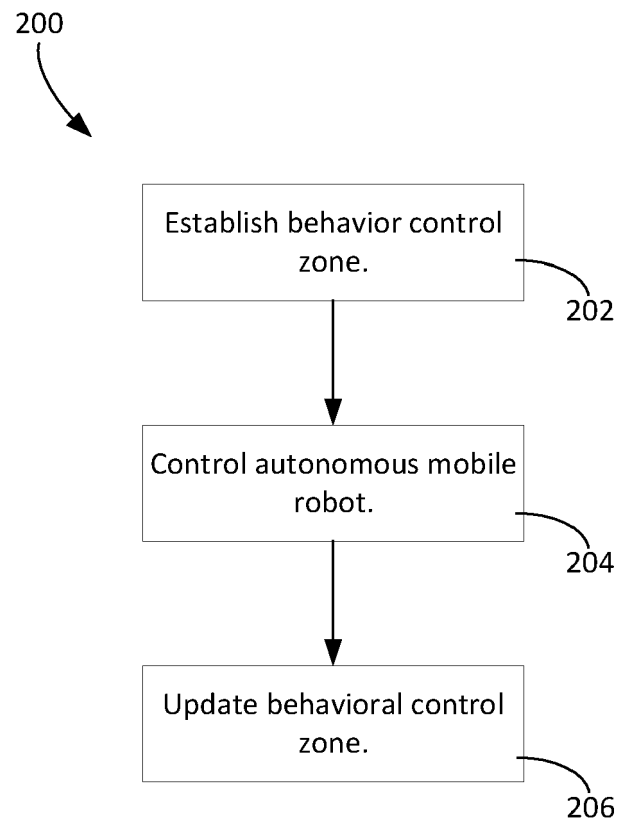 200
Establish behavior control
zone.
202
Control autonomous mobile
robot.
204
Update behavioral control
zone.
206